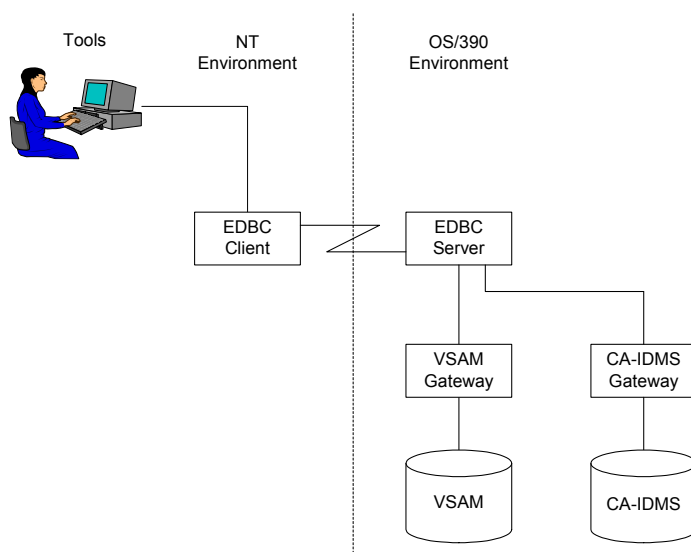 Tools
NT
Environment
OS/390
Environment
EDBC
Client
EDBC
Server
VSAM
Gateway
CA-IDMS
Gateway
VSAM
CA-IDMS